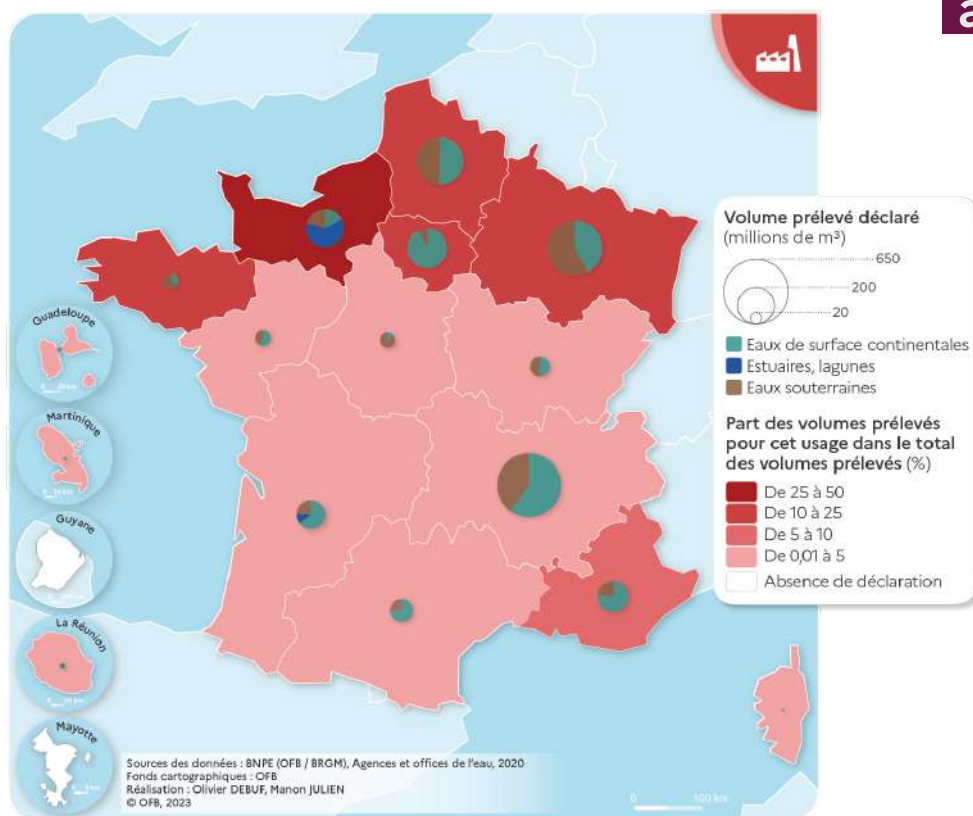 a
Volume prélevé déclaré
(millions de m³)
650
200
20
Eaux de surface continentales
Estuaires, lagunes
Eaux souterraines
Part des volumes prélevés
pour cet usage dans le total
des volumes prélevés (%)
De 25 à 50
De 10 à 25
De 5 à 10
De 0,01 à 5
Absence de déclaration
Guadeloupe
Martinique
Guyane
La Réunion
Mayotte
Sources des données : BNPE (OFB / BRGM), Agences et offices de l'eau, 2020
Fonds cartographiques : OFB
Réalisation : Olivier DEBUF, Manon JULIEN
© OFB, 2023
0 100 km